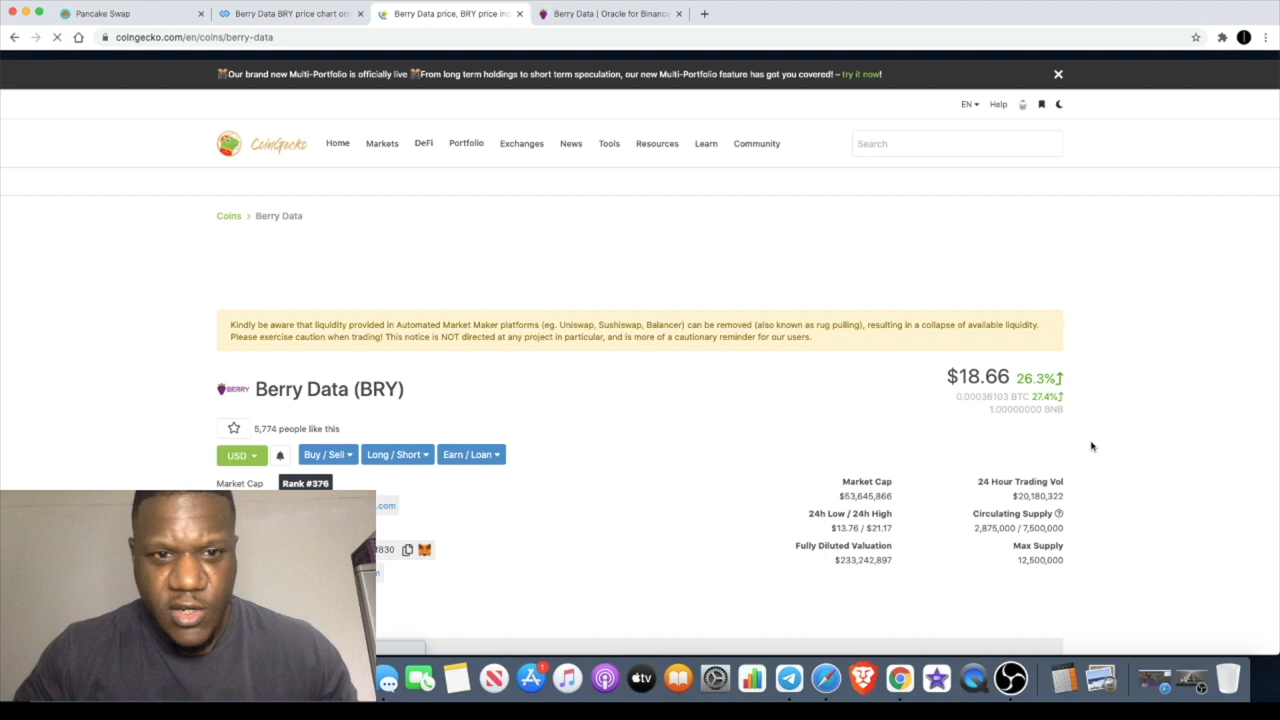 Pancake Swap
Berry Data BRY price chart on
Berry Data price, BRY price ind
Berry Data | Oracle for Binance
coingecko.com/en/coins/berry-data
Our brand new Multi-Portfolio is officially live From long term holdings to short term speculation, our new Multi-Portfolio feature has got you covered! – try it now!
EN Help
CoinGecko Home Markets DeFi Portfolio Exchanges News Tools Resources Learn Community Search
Coins > Berry Data
Kindly be aware that liquidity provided in Automated Market Maker platforms (eg. Uniswap, Sushiswap, Balancer) can be removed (also known as rug pulling), resulting in a collapse of available liquidity.
Please exercise caution when trading! This notice is NOT directed at any project in particular, and is more of a cautionary reminder for our users.
BERRY Berry Data (BRY)
$18.66 26.3%
0.00036103 BTC 27.4%
1.00000000 BNB
5,774 people like this
USD Buy / Sell Long / Short Earn / Loan
Market Cap Rank #376
.com
f830
Market Cap 24 Hour Trading Vol
$53,645,866 $20,180,322
24h Low / 24h High Circulating Supply
$13.76 / $21.17 2,875,000 / 7,500,000
Fully Diluted Valuation Max Supply
$233,242,897 12,500,000
1
tv